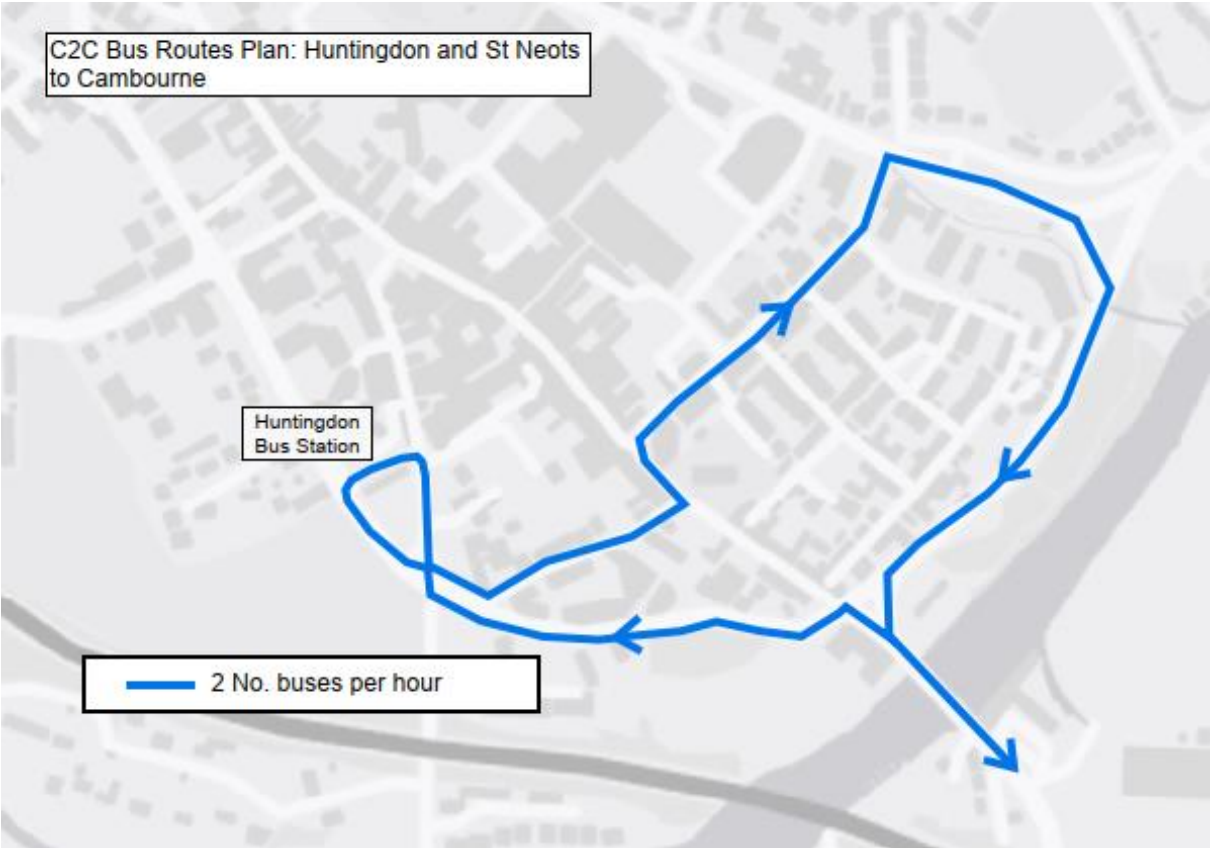 C2C Bus Routes Plan: Huntingdon and St Neots
to Cambourne
Huntingdon
Bus Station
2 No. buses per hour